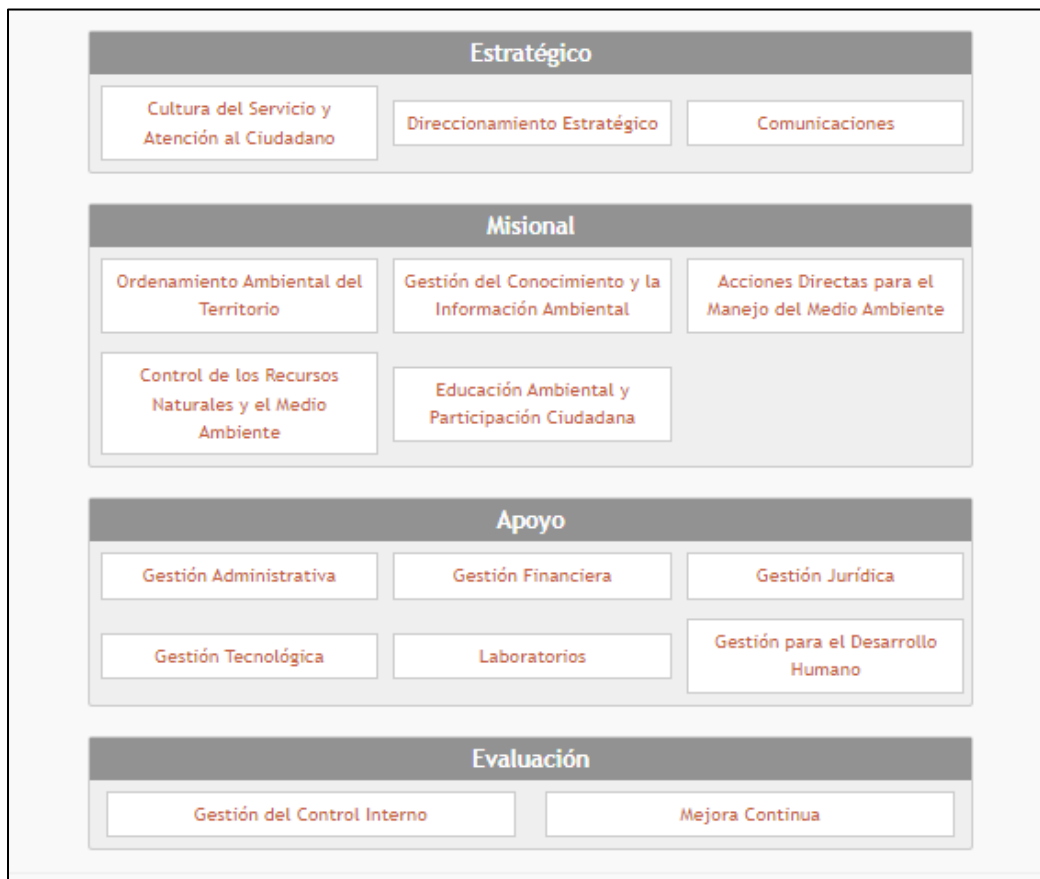 Estratégico
Cultura del Servicio y
Atención al Ciudadano
Direccionamiento Estratégico
Comunicaciones
Misional
Ordenamiento Ambiental del
Territorio
Gestión del Conocimiento y la
Información Ambiental
Acciones Directas para el
Manejo del Medio Ambiente
Control de los Recursos
Naturales y el Medio
Ambiente
Educación Ambiental y
Participación Ciudadana
Apoyo
Gestión Administrativa
Gestión Financiera
Gestión Jurídica
Gestión Tecnológica
Laboratorios
Gestión para el Desarrollo
Humano
Evaluación
Gestión del Control Interno
Mejora Continua